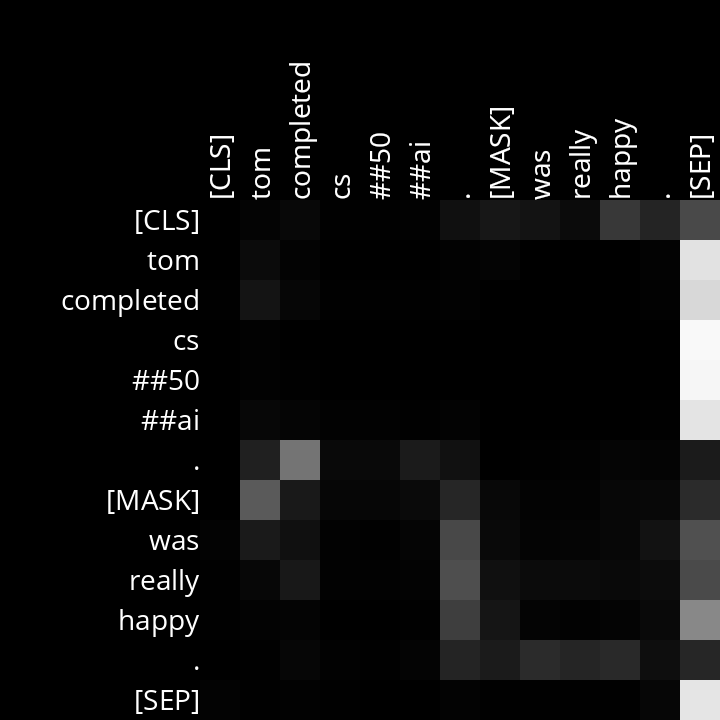 [CLS] tom completed cs ##50 ##ai . [MASK] was really happy . [SEP]
[CLS]
tom
completed
cs
##50
##ai
.
[MASK]
was
really
happy
.
[SEP]